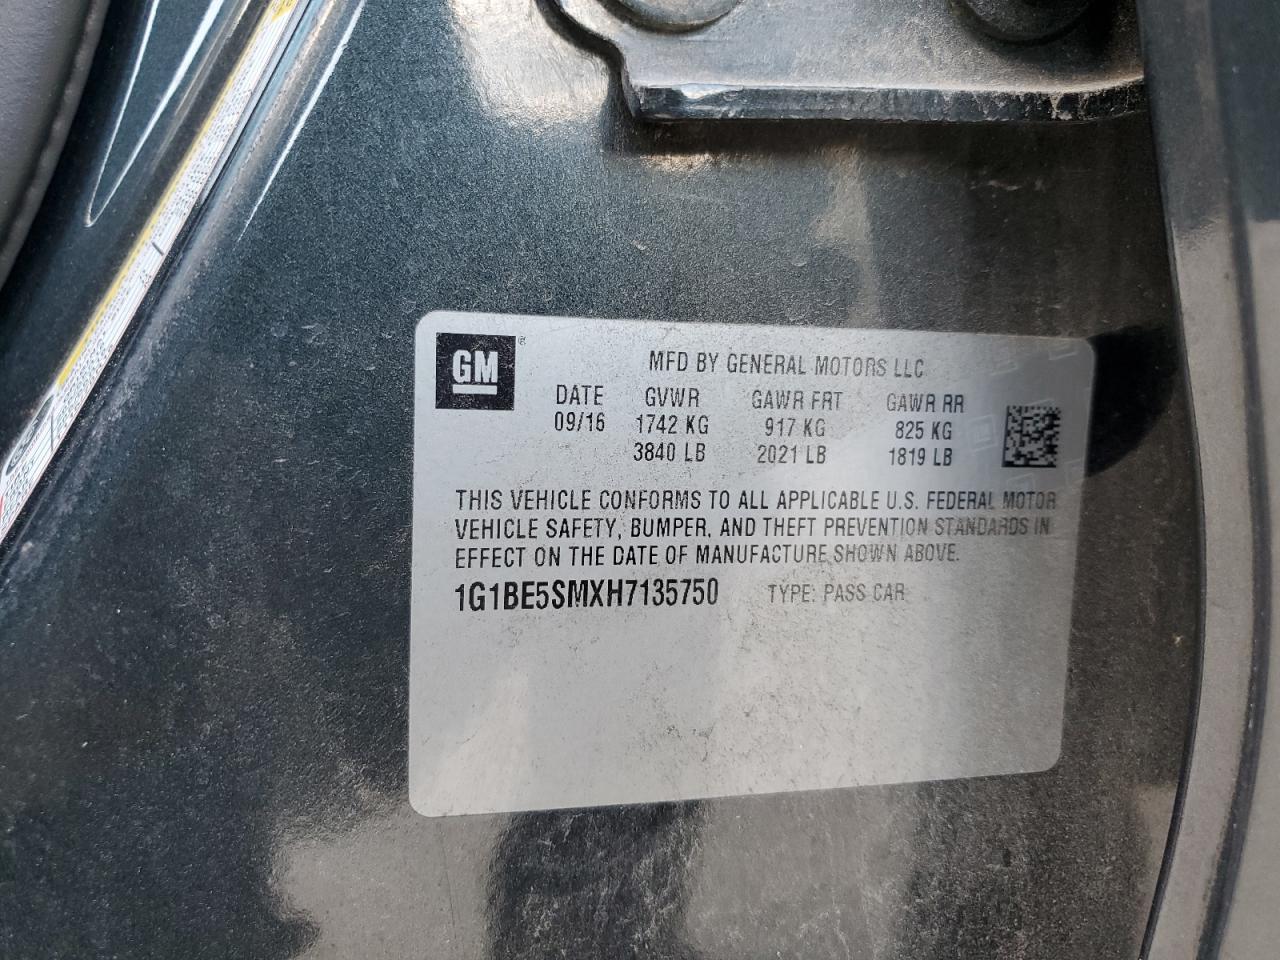 GM®
MFD BY GENERAL MOTORS LLC
DATE GVWR GAWR FRT GAWR RR
09/16 1742 KG 917 KG 825 KG
3840 LB 2021 LB 1819 LB
THIS VEHICLE CONFORMS TO ALL APPLICABLE U.S. FEDERAL MOTOR
VEHICLE SAFETY, BUMPER, AND THEFT PREVENTION STANDARDS IN
EFFECT ON THE DATE OF MANUFACTURE SHOWN ABOVE.
1G1BE5SMXH7135750 TYPE: PASS CAR